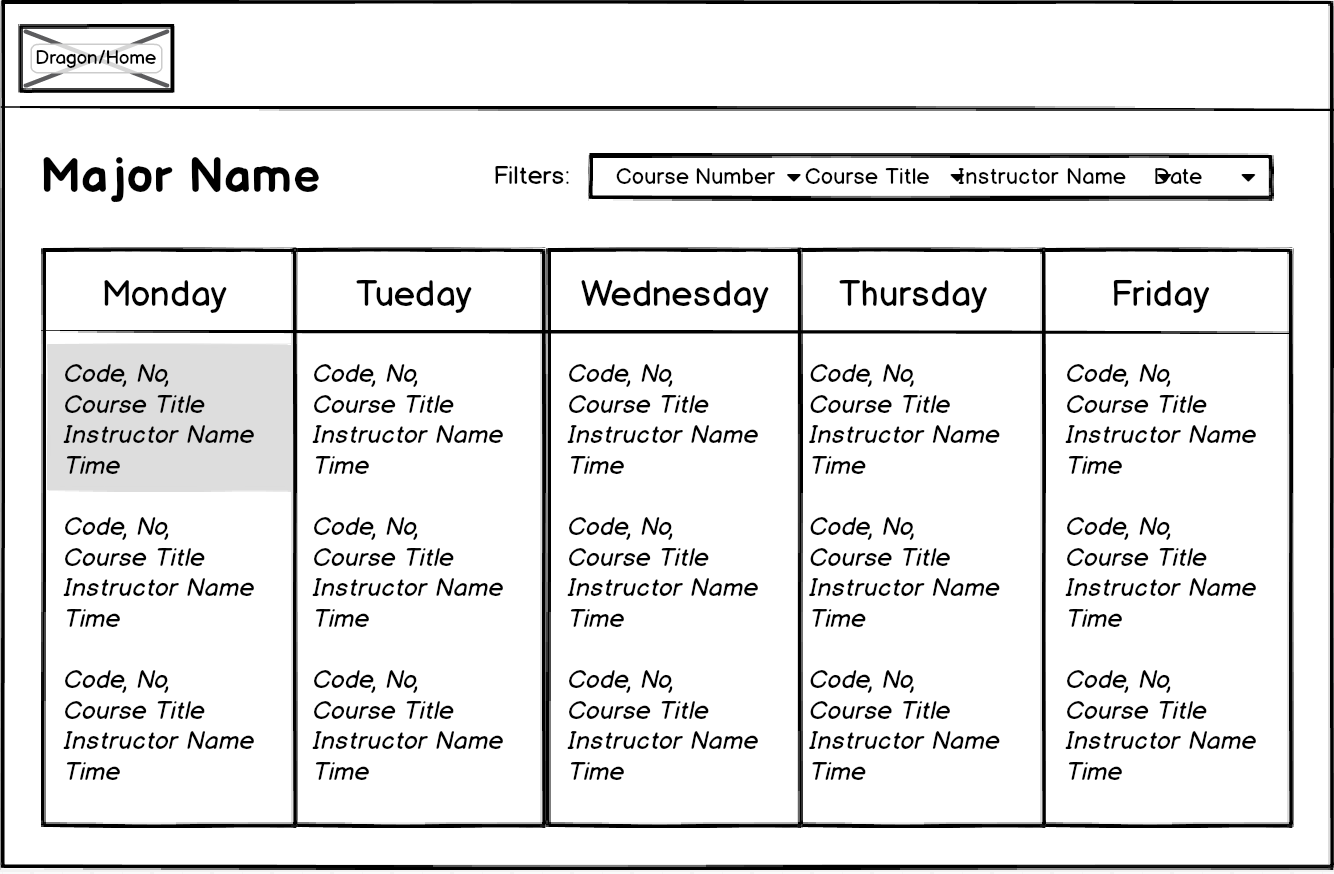 Dragon/Home
Major Name
Filters: Course Number Course Title Instructor Name Date
Monday Tueday Wednesday Thursday Friday
Code, No, Code, No, Code, No, Code, No, Code, No,
Course Title Course Title Course Title Course Title Course Title
Instructor Name Instructor Name Instructor Name Instructor Name Instructor Name
Time Time Time Time Time
Code, No, Code, No, Code, No, Code, No, Code, No,
Course Title Course Title Course Title Course Title Course Title
Instructor Name Instructor Name Instructor Name Instructor Name Instructor Name
Time Time Time Time Time
Code, No, Code, No, Code, No, Code, No, Code, No,
Course Title Course Title Course Title Course Title Course Title
Instructor Name Instructor Name Instructor Name Instructor Name Instructor Name
Time Time Time Time Time